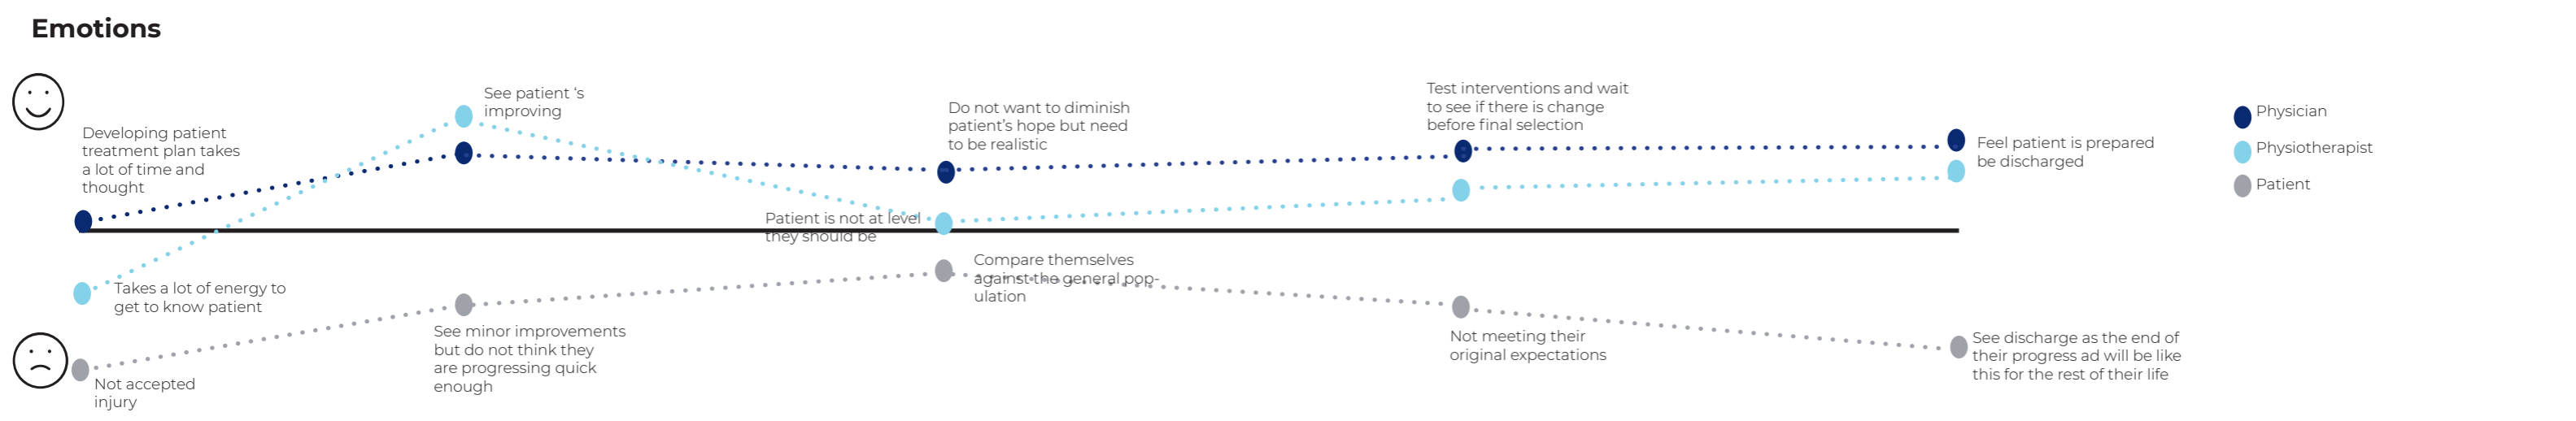 Emotions
Developing patient
treatment plan takes
a lot of time and
thought
See patient ‘s
improving
Do not want to diminish
patient’s hope but need
to be realistic
Test interventions and wait
to see if there is change
before final selection
Feel patient is prepared
be discharged
Physician
Physiotherapist
Patient
Patient is not at level
they should be
Takes a lot of energy to
get to know patient
Compare themselves
against the general pop-
ulation
See minor improvements
but do not think they
are progressing quick
enough
Not meeting their
original expectations
See discharge as the end of
their progress ad will be like
this for the rest of their life
Not accepted
injury